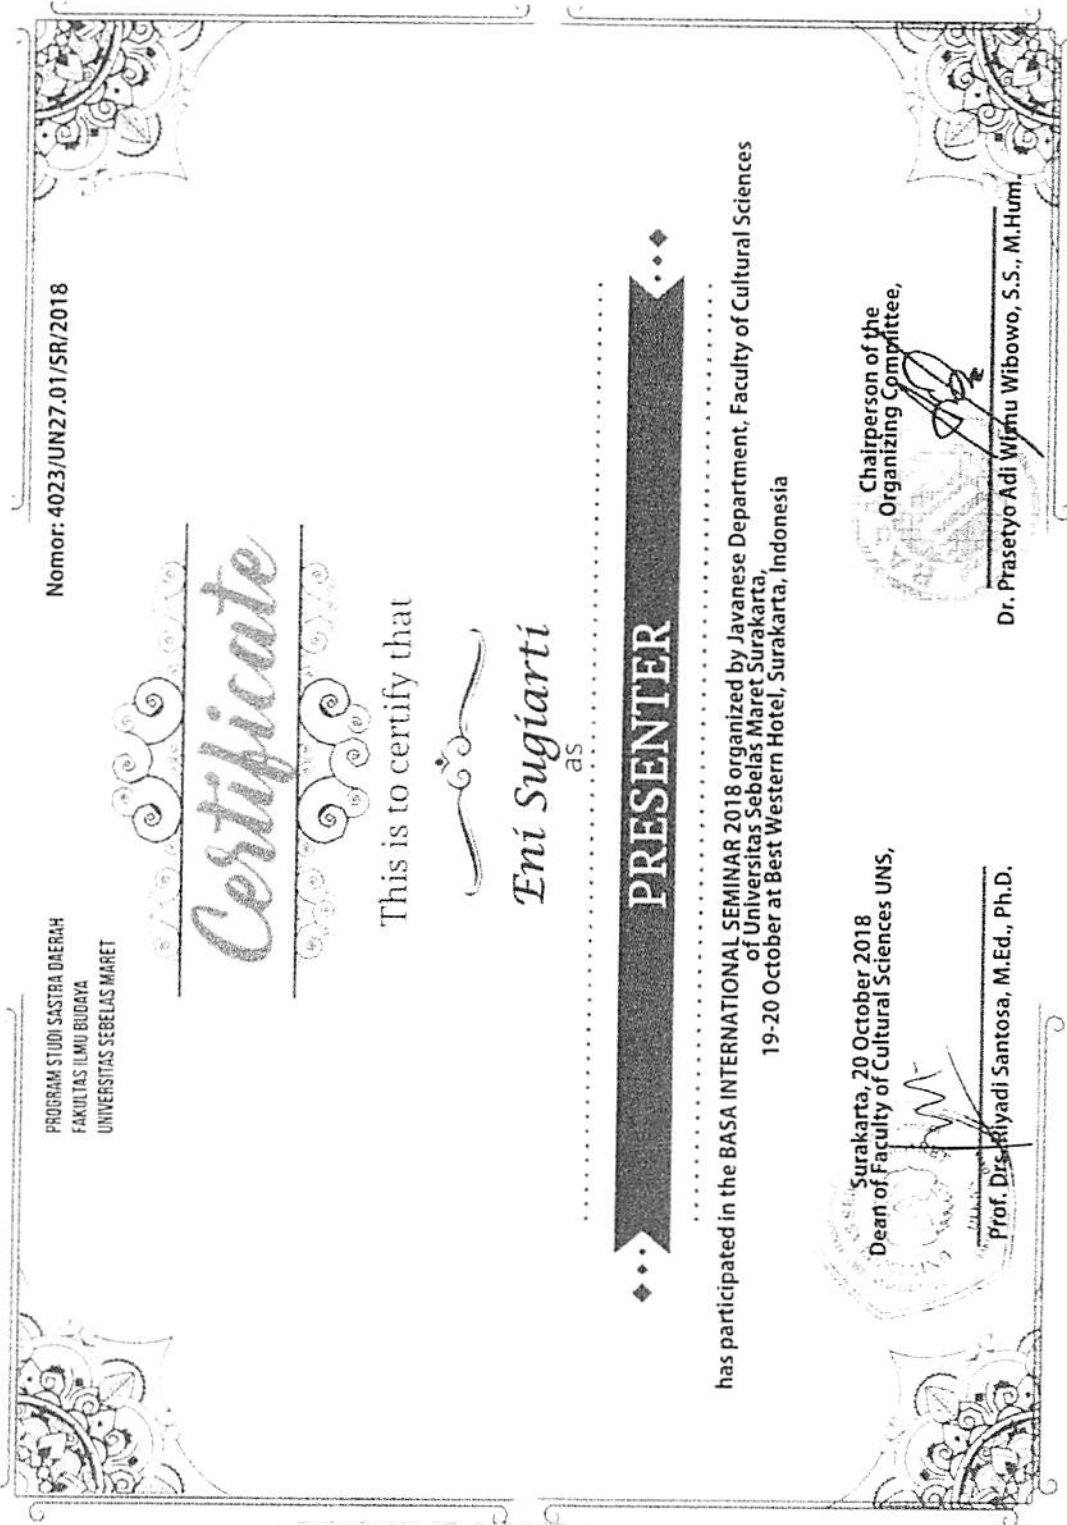 PROGRAM STUDI SASTRA DAERAH
FAKULTAS ILMU BUDAYA
UNIVERSITAS SEBELAS MARET
Nomor: 4023/UN27.01/SR/2018
Certificate
This is to certify that
Eni Sugiarti
as
PRESENTER
has participated in the BASA INTERNATIONAL SEMINAR 2018 organized by Javanese Department, Faculty of Cultural Sciences
of Universitas Sebelas Maret Surakarta,
19-20 October at Best Western Hotel, Surakarta, Indonesia
Surakarta, 20 October 2018
Dean of Faculty of Cultural Sciences UNS,
Prof. Drs. Riyadi Santosa, M.Ed., Ph.D.
Chairperson of the
Organizing Committee,
Dr. Prasetyo Adi Wisnu Wibowo, S.S., M.Hum.